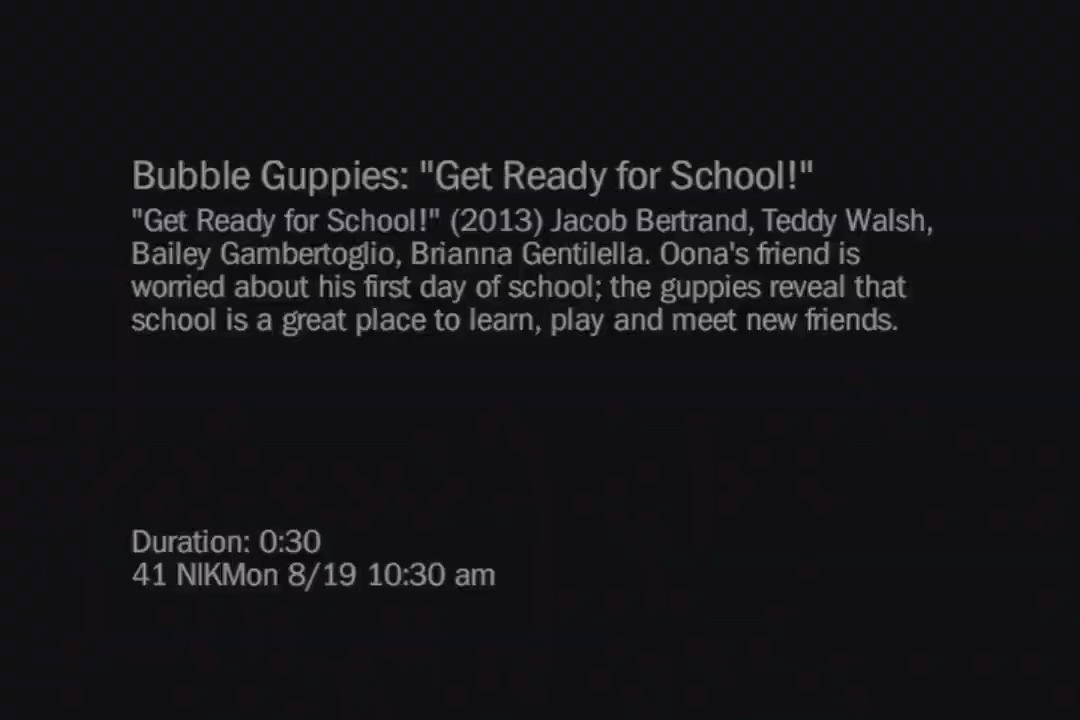 Bubble Guppies: "Get Ready for School!"
"Get Ready for School!" (2013) Jacob Bertrand, Teddy Walsh,
Bailey Gambertoglio, Brianna Gentilella. Oona's friend is
worried about his first day of school; the guppies reveal that
school is a great place to learn, play and meet new friends.
Duration: 0:30
41 NIKMon 8/19 10:30 am